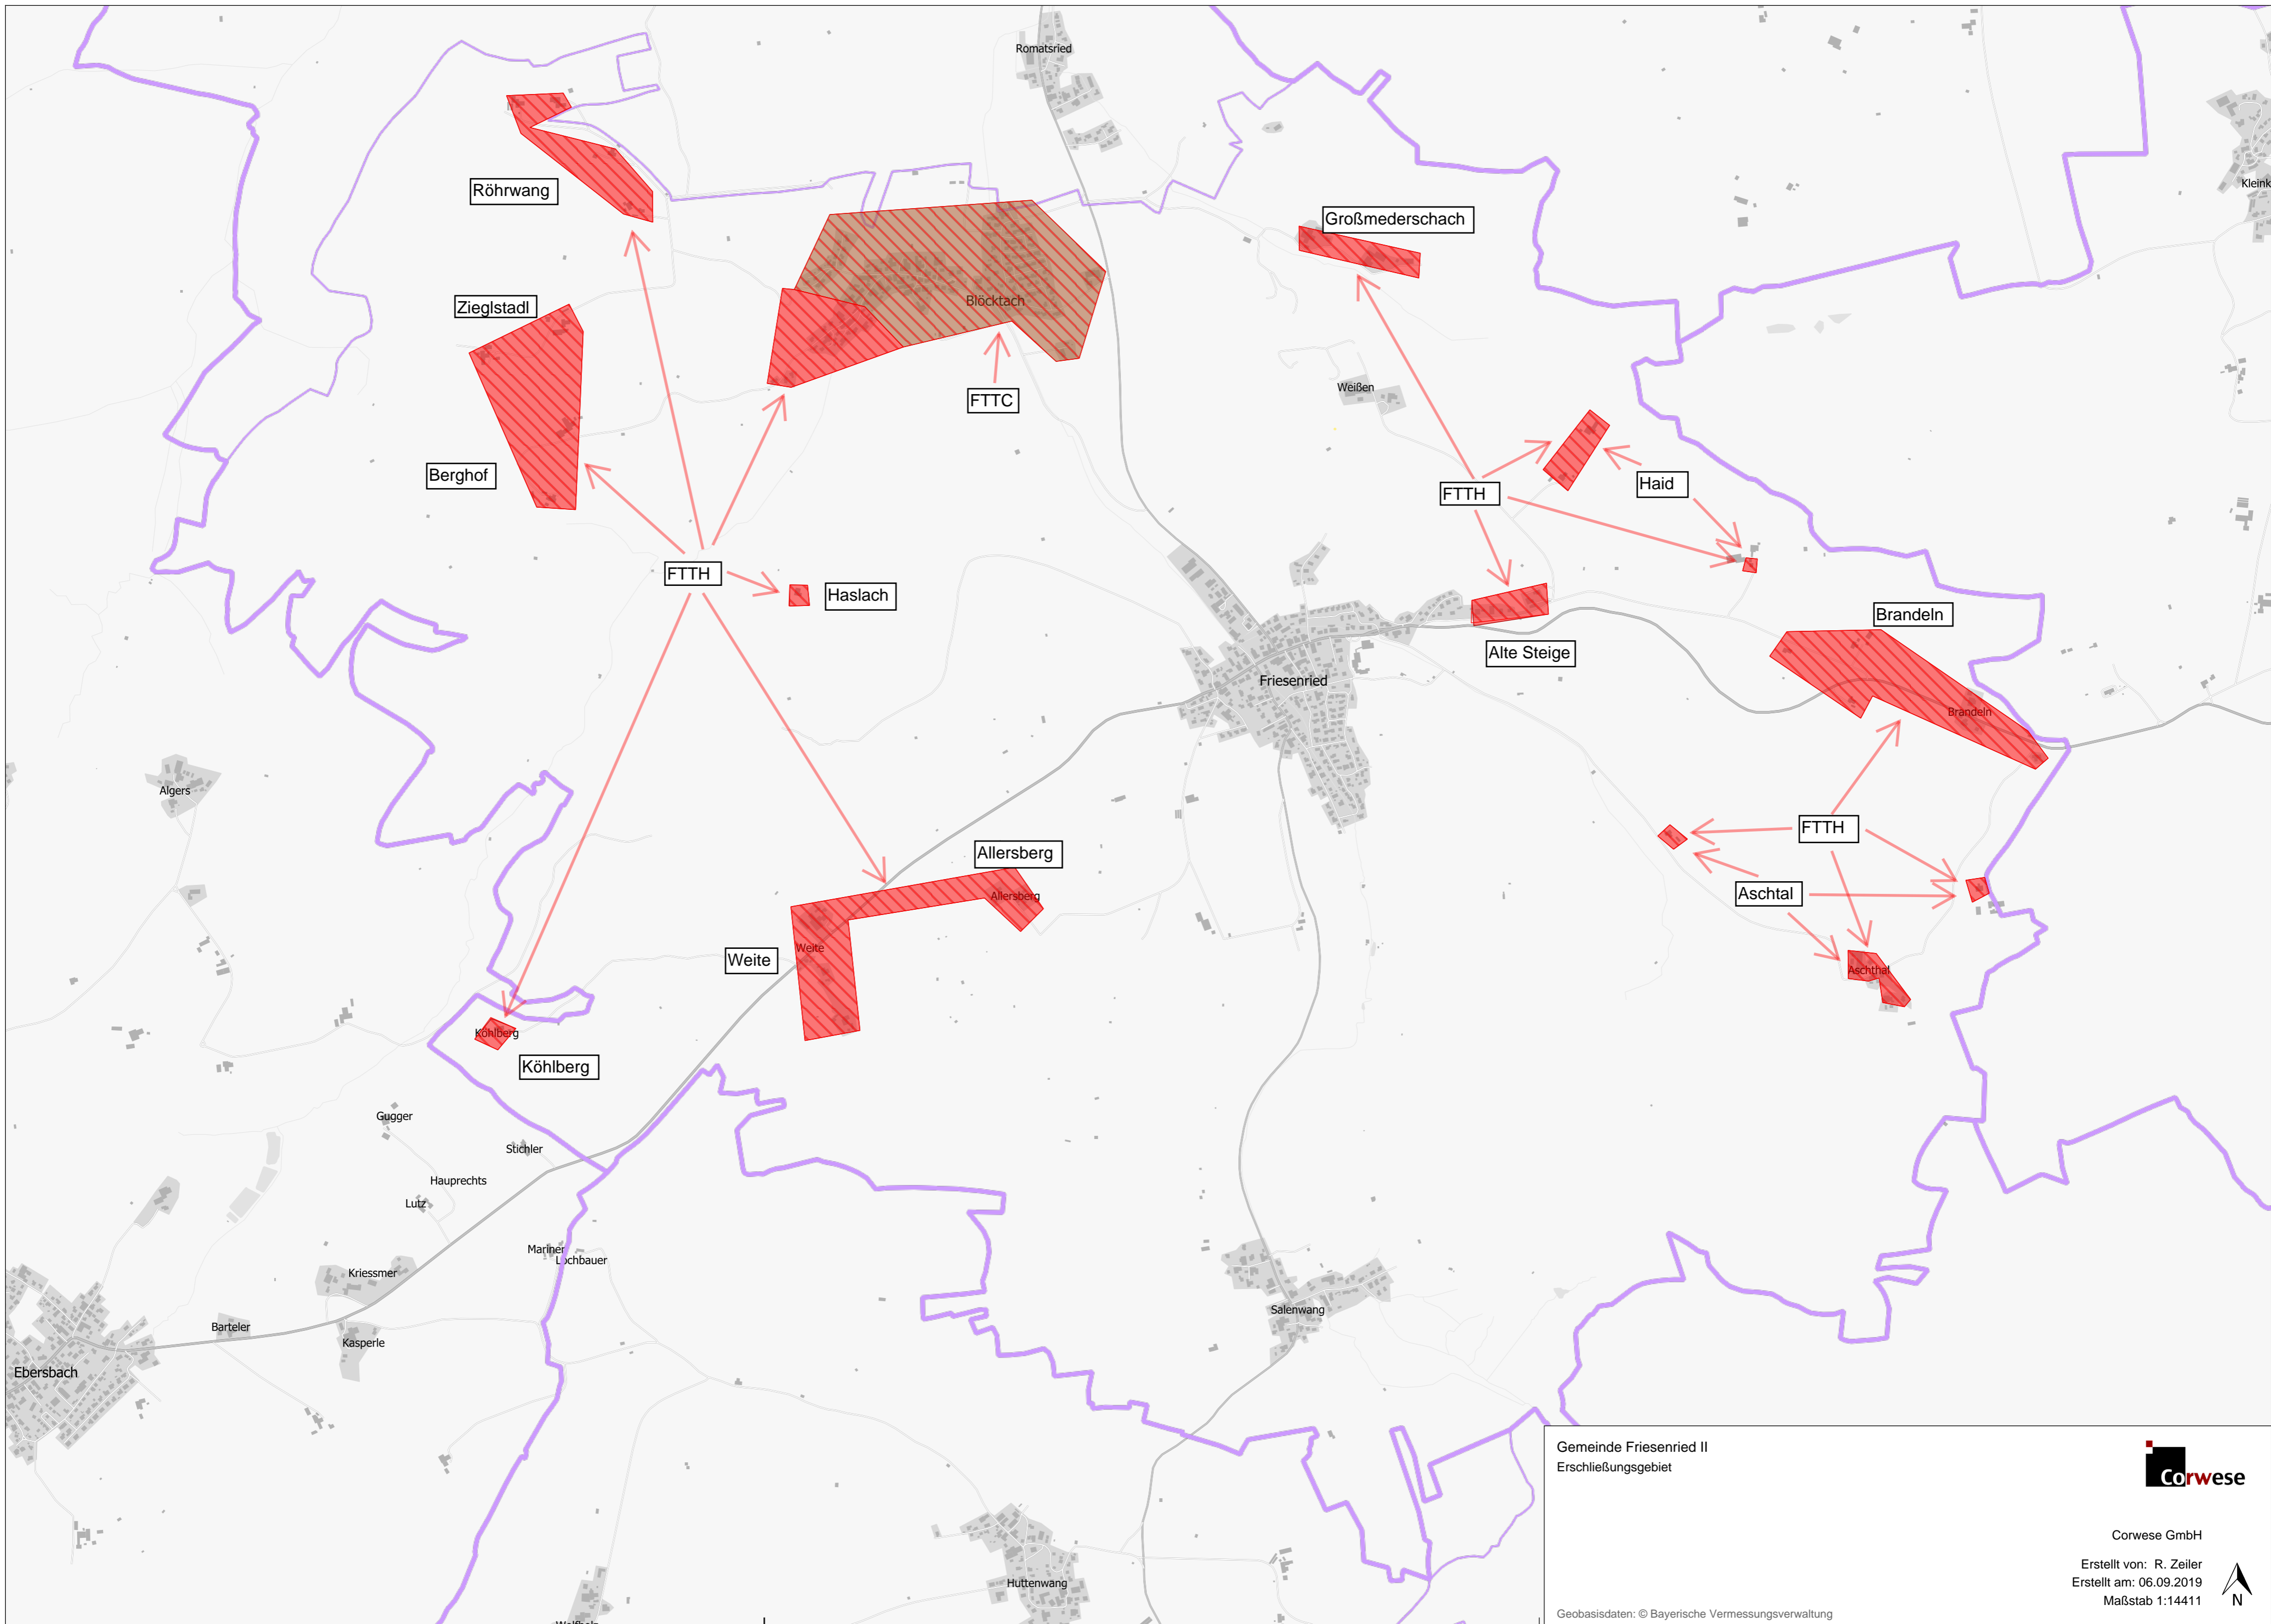 Romatsried
Kleink
Röhrwang
Großmederschach
Zieglstadl
Blöcktach
FTTC
Weißen
Berghof
Haid
FTTH
FTTH
Haslach
Brandeln
Alte Steige
Friesenried
Brandeln
Algers
FTTH
Allersberg
Allersberg
Aschtal
Weite
Weite
Aschthal
Köhlberg
Köhlberg
Gugger
Stichler
Hauprechts
Lutz
Mariner
Lochbauer
Kriessmer
Salenwang
Barteler
Kasperle
Ebersbach
Huttenwang
Gemeinde Friesenried II
Erschließungsgebiet
Corwese
Corwese GmbH
Erstellt von: R. Zeiler
Erstellt am: 06.09.2019
Maßstab 1:14411
N
Geobasisdaten: © Bayerische Vermessungsverwaltung